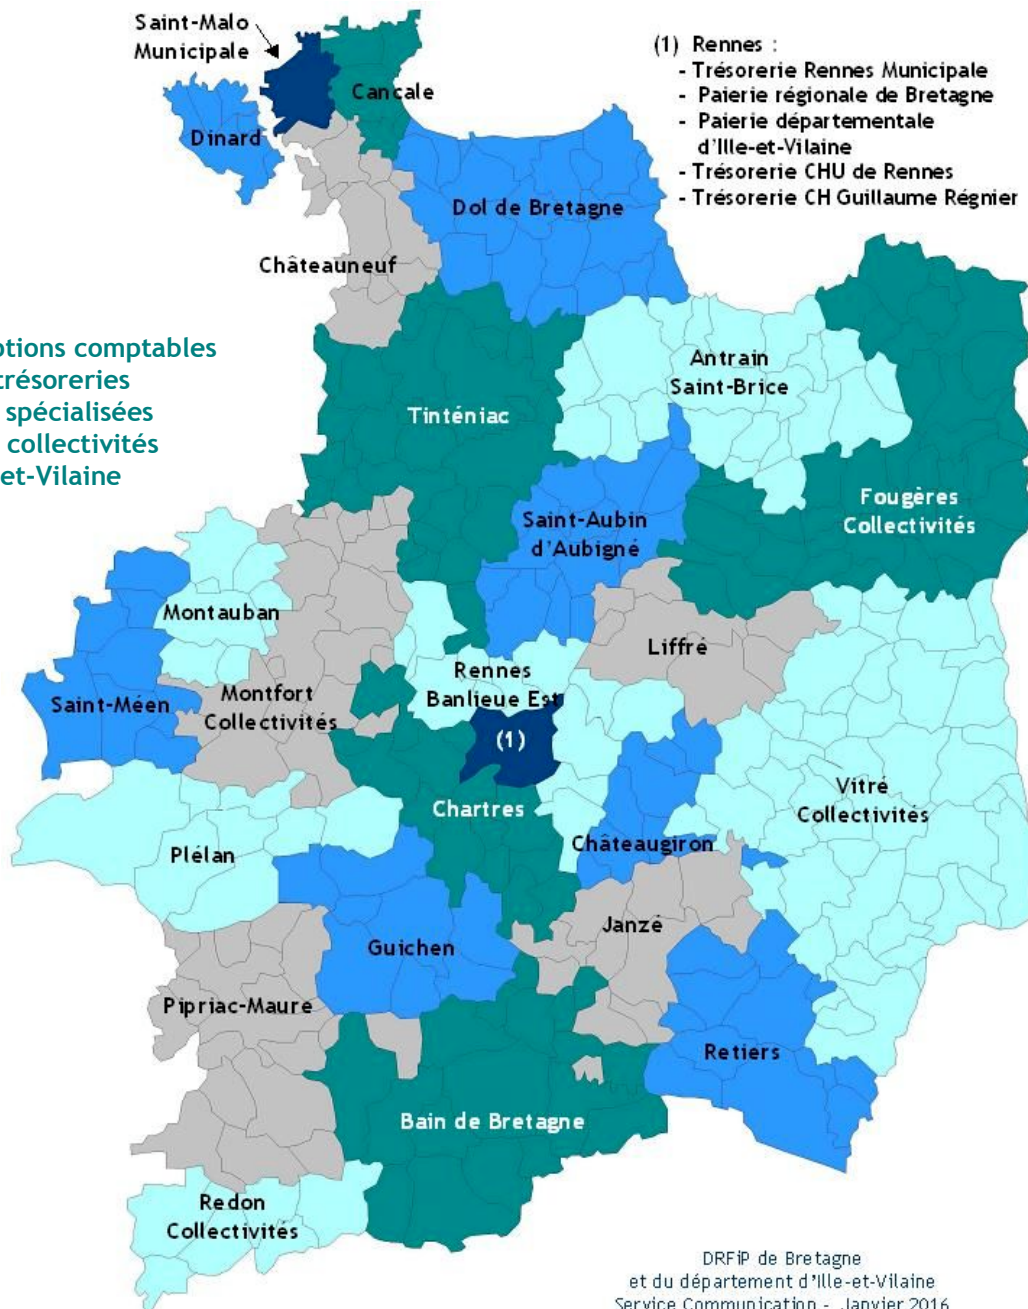 Saint-Malo
Municipale
(1) Rennes :
- Trésorerie Rennes Municipale
- Paierie régionale de Bretagne
- Paierie départementale
d'Ille-et-Vilaine
- Trésorerie CHU de Rennes
- Trésorerie CH Guillaume Régnier
Cancale
Dinard
Dol de Bretagne
Châteauneuf
ptions comptables
trésoreries
spécialisées
collectivités
et-Vilaine
Antrain
Saint-Brice
Tinténiac
Fougères
Collectivités
Saint-Aubin
d'Aubigné
Montauban
Liffré
Rennes
Banlieue Est
Saint-Méen
Montfort
Collectivités
(1)
Vitré
Collectivités
Chartres
Châteaugiron
Plélan
Janzé
Guichen
Pipriac-Maure
Retiers
Bain de Bretagne
Redon
Collectivités
DRFiP de Bretagne
et du département d'Ille-et-Vilaine
Service Communication - Janvier 2016